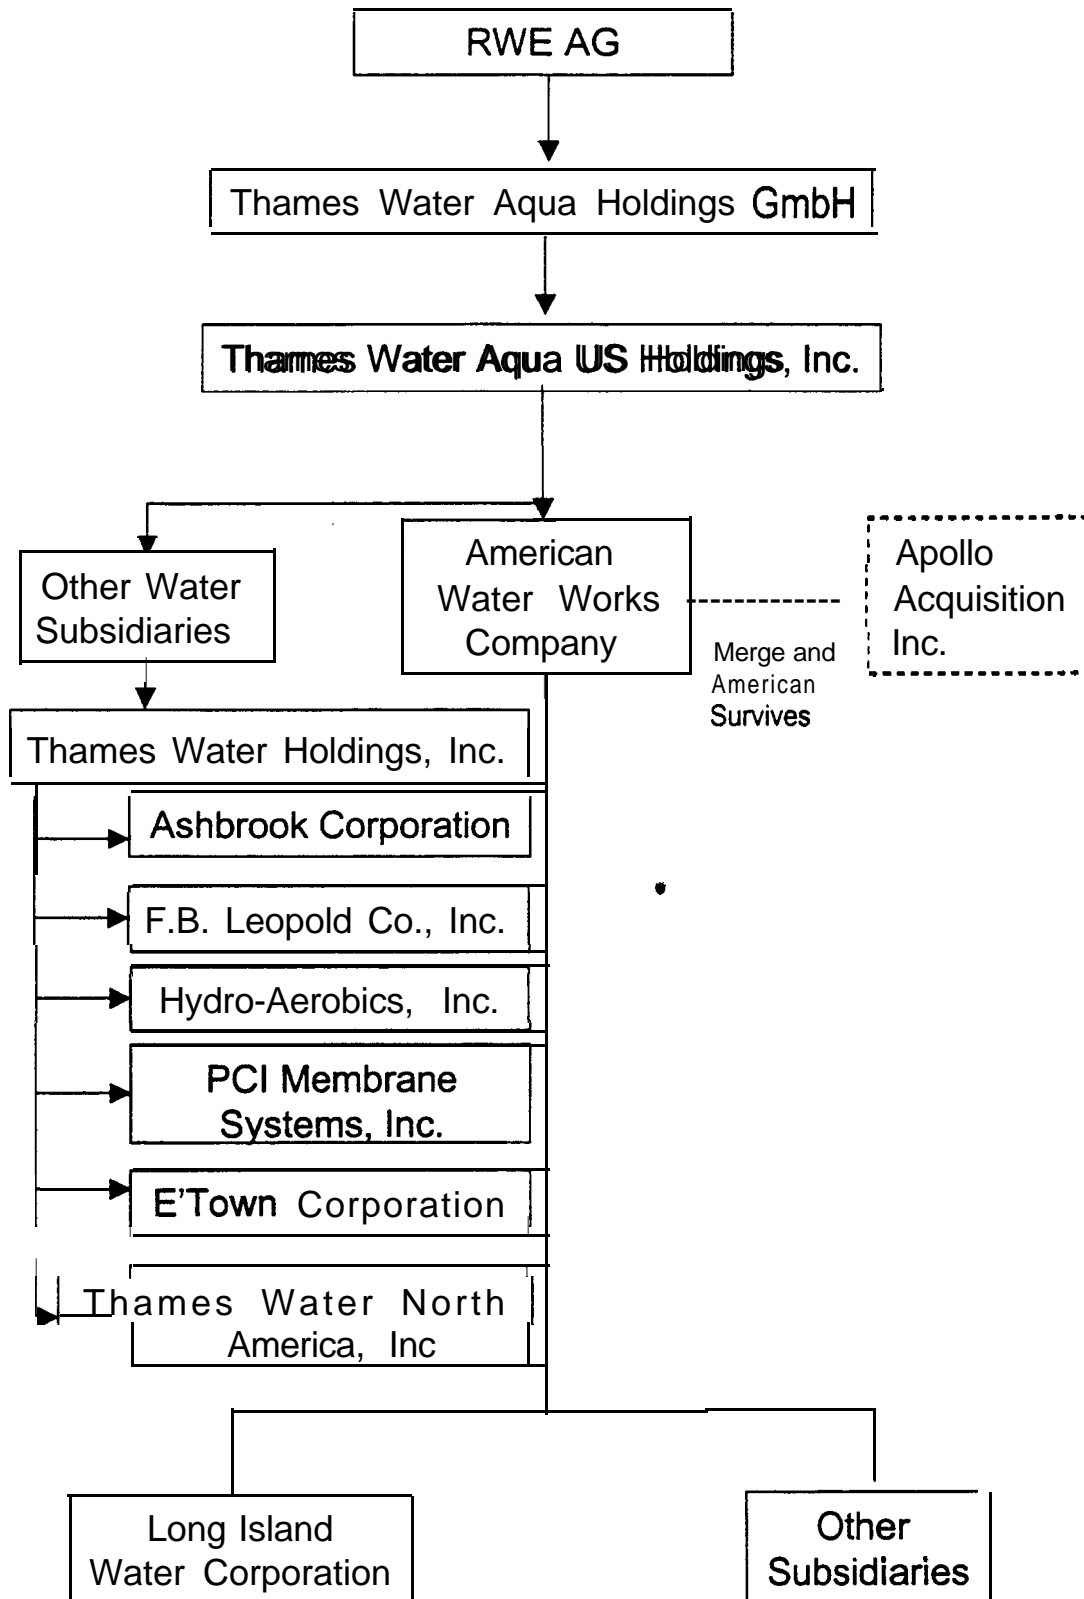 RWE AG
Thames Water Aqua Holdings GmbH
Thames Water Aqua US Holdings, Inc.
Other Water
Subsidiaries
American
Water Works
Company
Merge and
American
Survives
Apollo
Acquisition
Inc.
Thames Water Holdings, Inc.
Ashbrook Corporation
F.B. Leopold Co., Inc.
Hydro-Aerobics, Inc.
PCI Membrane
Systems, Inc.
E'Town Corporation
Thames Water North
America, Inc
Long Island
Water Corporation
Other
Subsidiaries